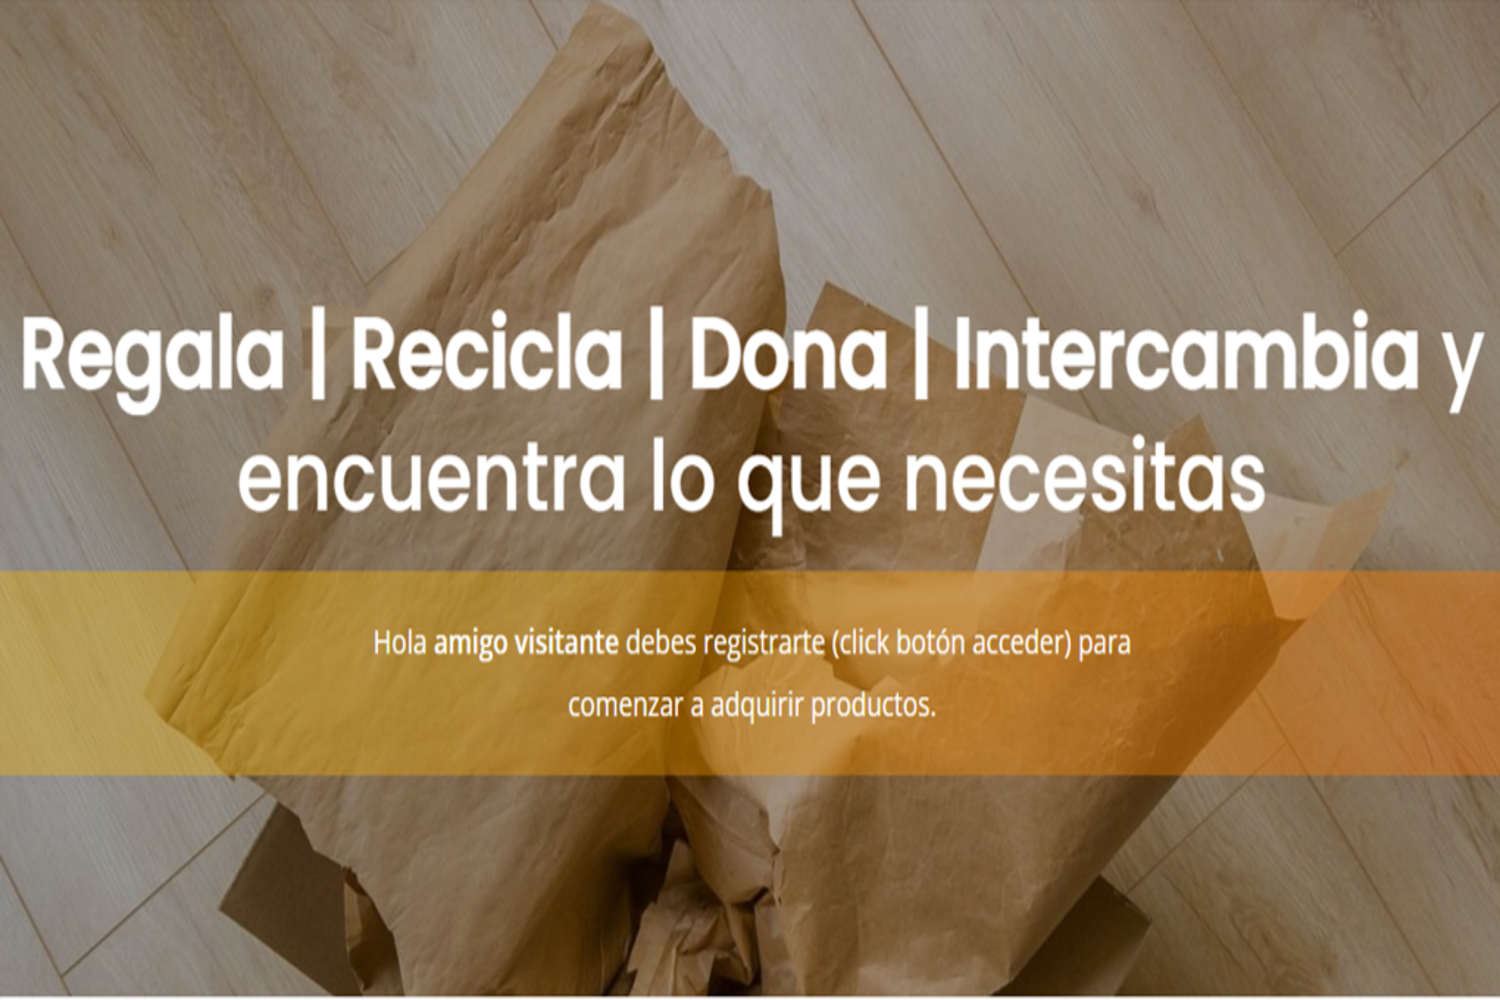 Regala | Recicla | Dona | Intercambia y
encuentra lo que necesitas
Hola amigo visitante debes registrarte (click botón acceder) para
comenzar a adquirir productos.